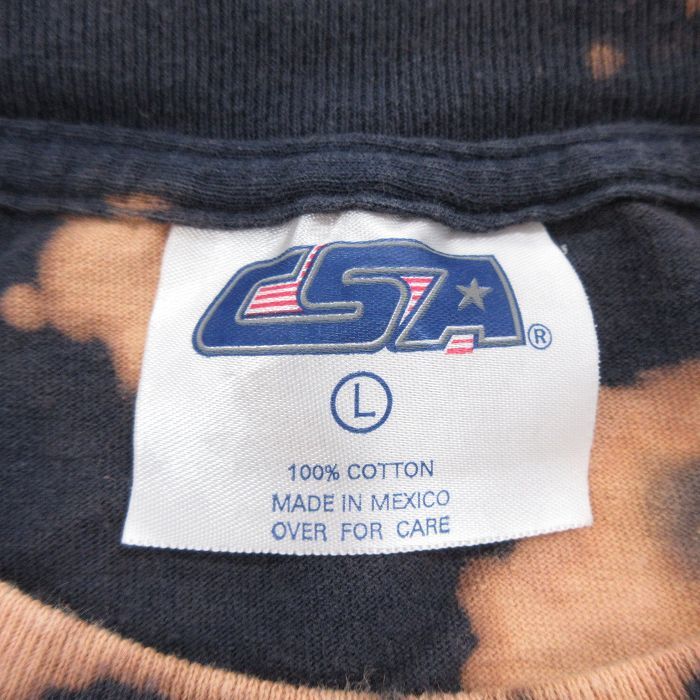 CSA ®
L
100% COTTON
MADE IN MEXICO
OVER FOR CARE